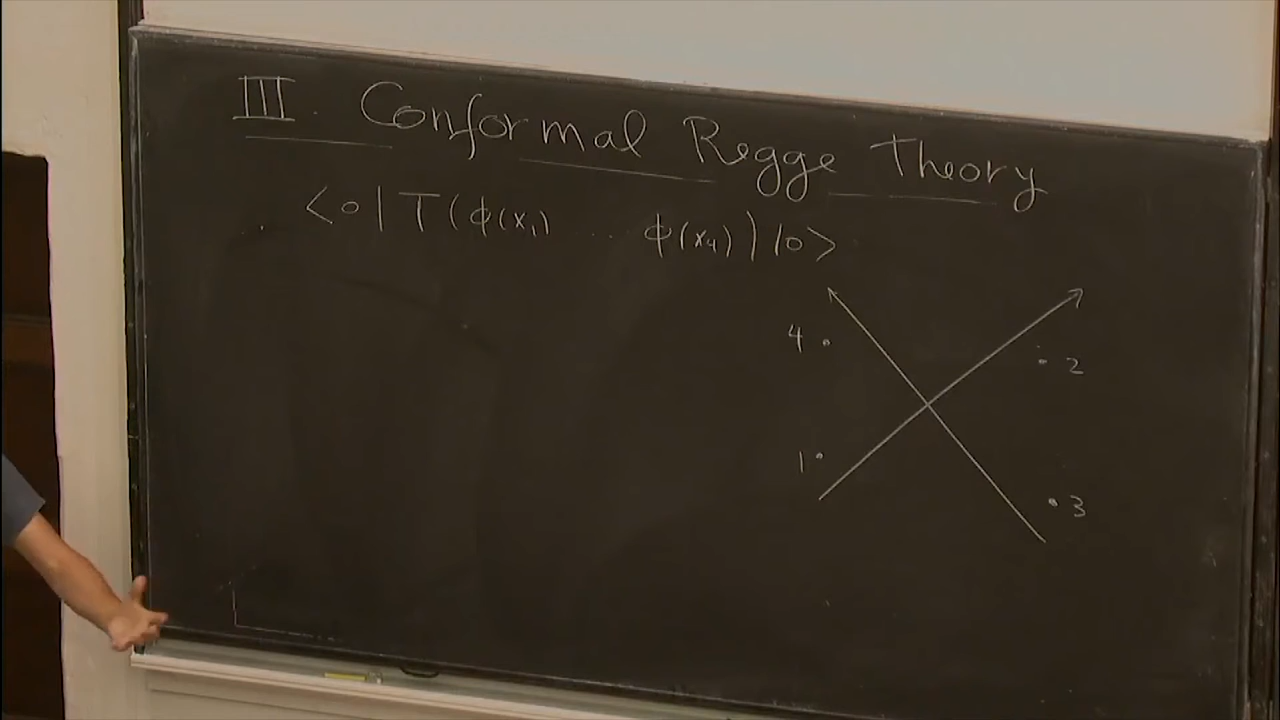 III. Conformal Regge Theory
<0|T(φ(x₁) ... φ(x₄))|0>
4
2
1
3